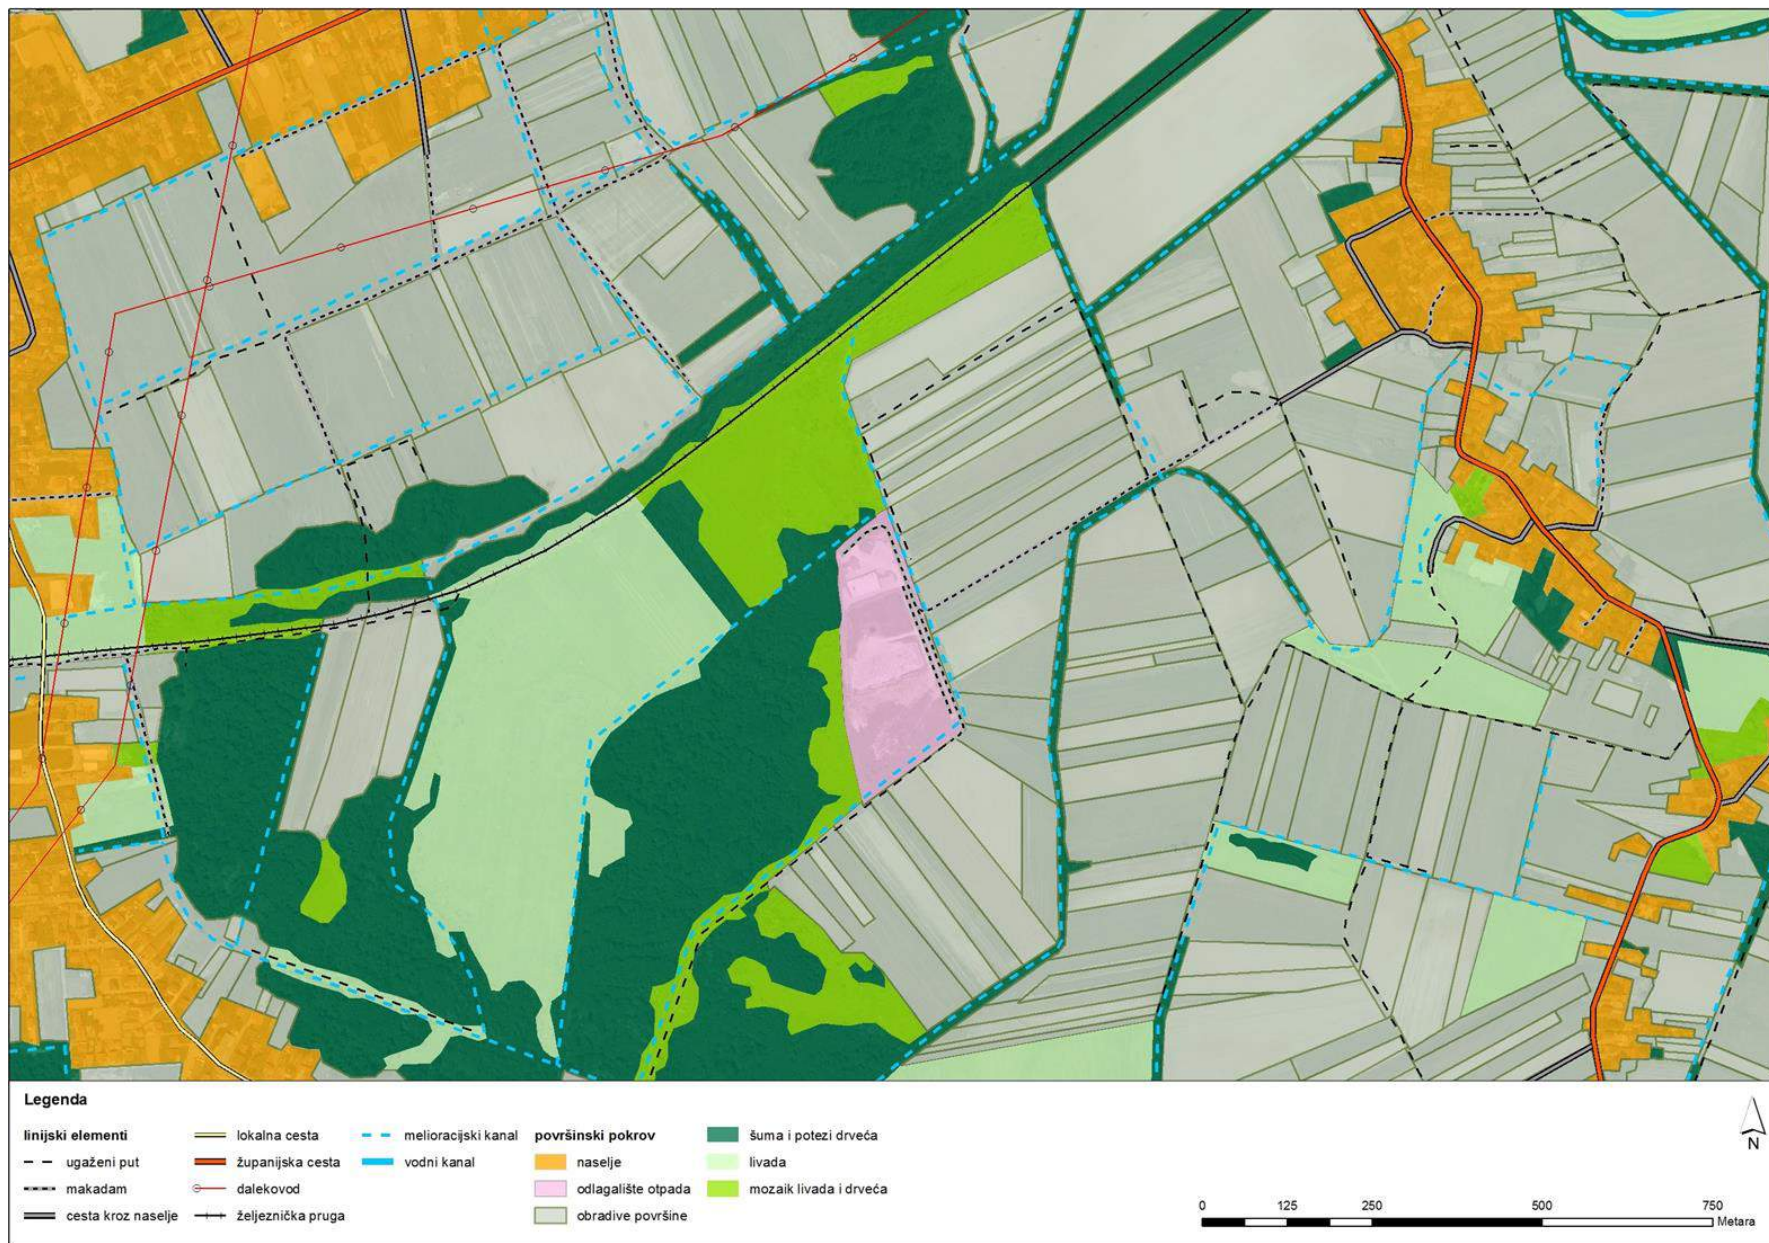 Legenda
linijski elementi
ugaženi put
makadam
cesta kroz naselje
lokalna cesta
županijska cesta
dalekovod
željeznička pruga
melioracijski kanal
vodni kanal
površinski pokrov
naselje
odlagalište otpada
obradive površine
šuma i potezi drveća
livada
mozaik livada i drveća
N
0 125 250 500 750
Metara